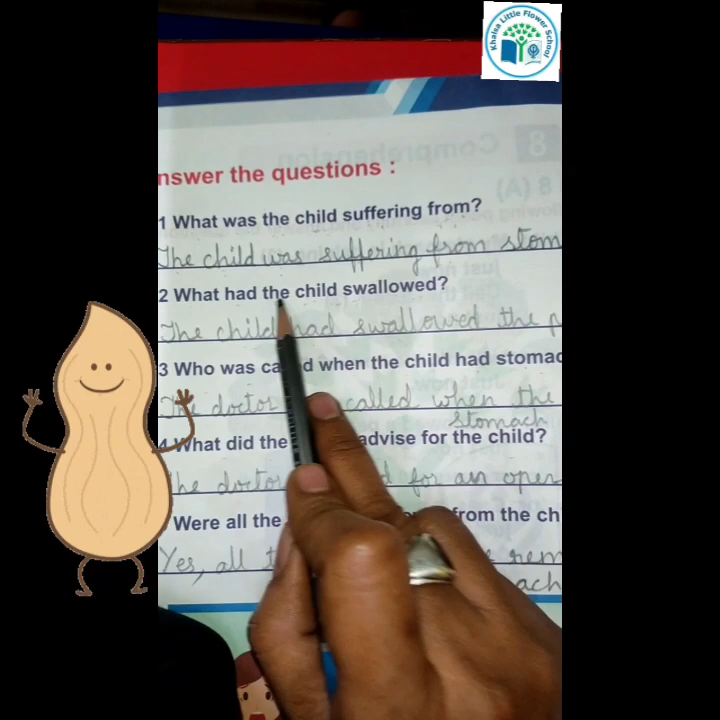 Khalsa Little Flower School
8 Comprehension
8 (A)
nswer the questions :
1 What was the child suffering from?
The child was suffering from stom
2 What had the child swallowed?
The child had swallowed the p
3 Who was ca d when the child had stomac
The doctor called when the
stomach
4 What did the advise for the child?
The doctor d for an oper
Were all the from the ch
Yes, all t rem
ach